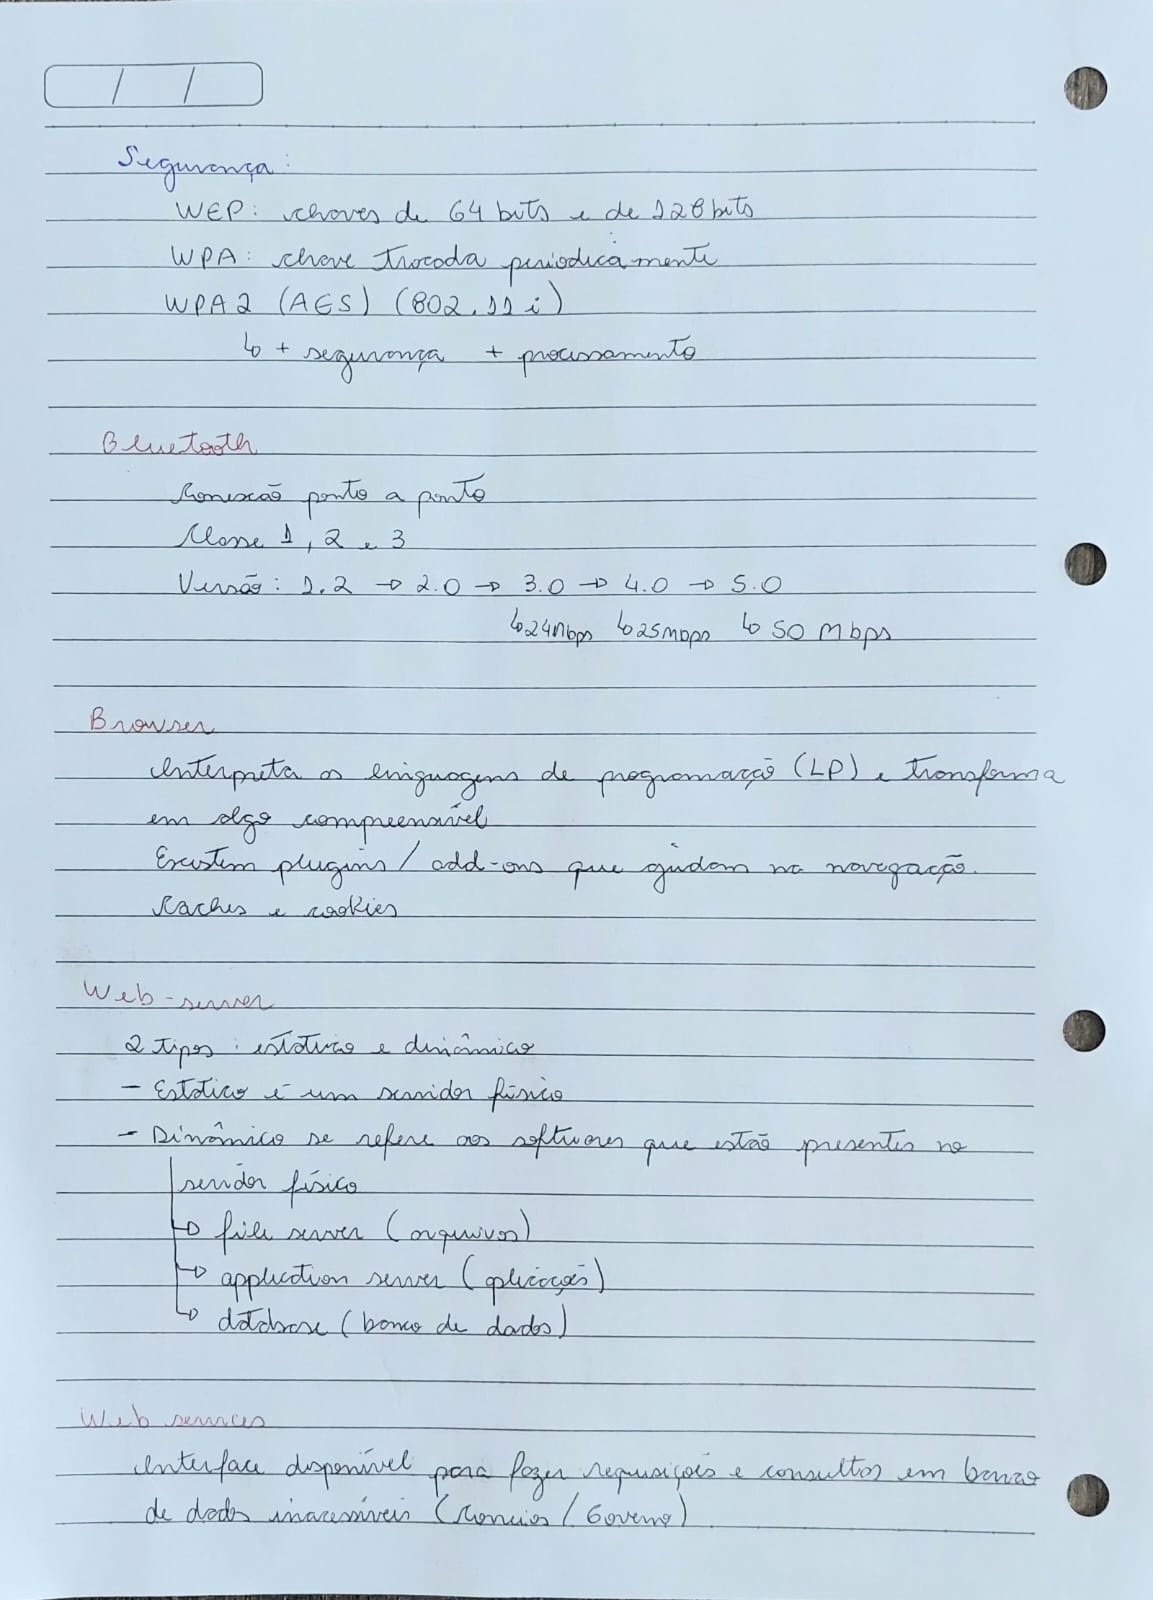 / /
Segurança:
WEP: chaves de 64 bits e de 128 bits
WPA: chave trocada periodicamente
WPA2 (AES) (802.11 i)
↳ + segurança + processamento
Bluetooth
Conexão ponto a ponto
Classe 1, 2 e 3
Versão: 1.2 → 2.0 → 3.0 → 4.0 → 5.0
↳ 24Mbps ↳ 25Mbps ↳ 50 Mbps
Browser
Interpreta as linguagens de programação (LP) e transforma
em algo compreensível
Existem plugins / add-ons que ajudam na navegação.
Caches e cookies
Web-server
2 tipos: estático e dinâmico
- Estático é um servidor físico
- Dinâmico se refere aos softwares que estão presentes no
servidor físico
→ file server (arquivos)
→ application server (aplicações)
↳ database (banco de dados)
Web services
Interface disponível para fazer requisições e consultas em banco
de dados inacessíveis (Correios / Governo)